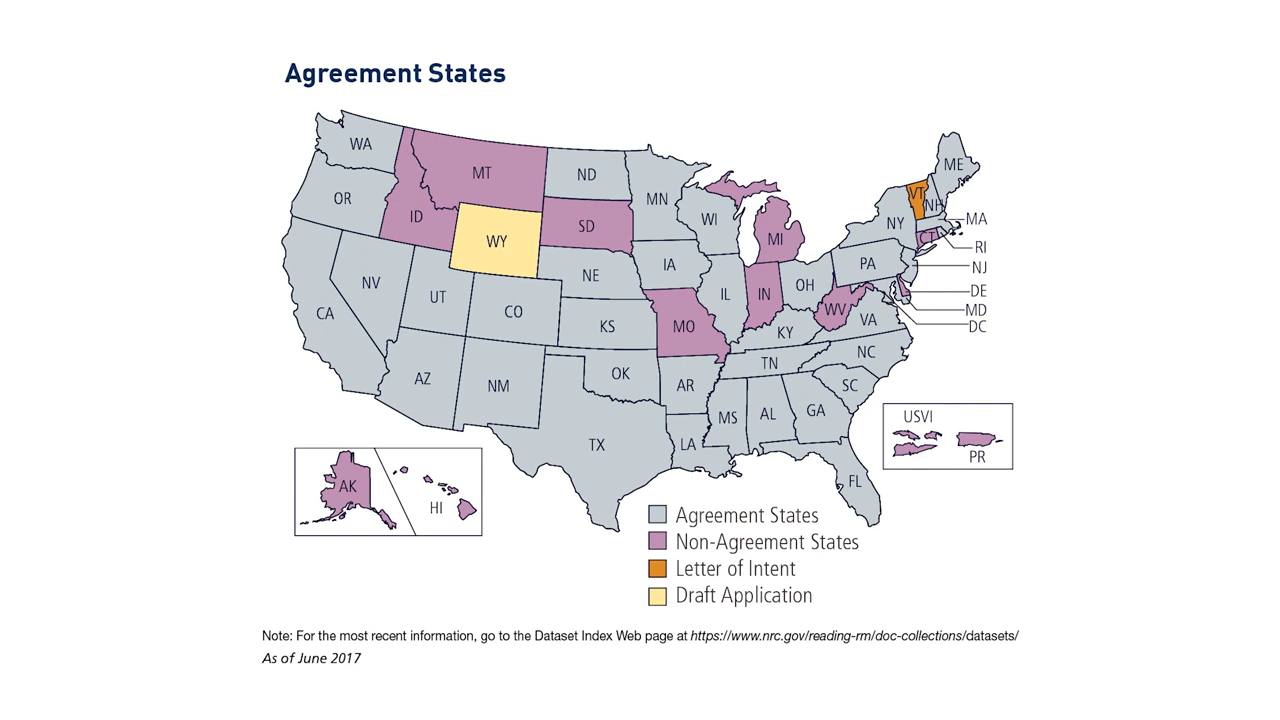 Agreement States
WA
MT
ND
ME
MN
VT
OR
ID
SD
WI
NH
WY
NY
MA
MI
CT
RI
IA
PA
NJ
NE
NV
OH
IL
IN
DE
UT
CO
WV
MD
CA
KS
MO
KY
VA
DC
NC
TN
OK
AZ
NM
AR
SC
MS
AL
GA
USVI
TX
LA
PR
FL
AK
HI
Agreement States
Non-Agreement States
Letter of Intent
Draft Application
Note: For the most recent information, go to the Dataset Index Web page at https://www.nrc.gov/reading-rm/doc-collections/datasets/
As of June 2017